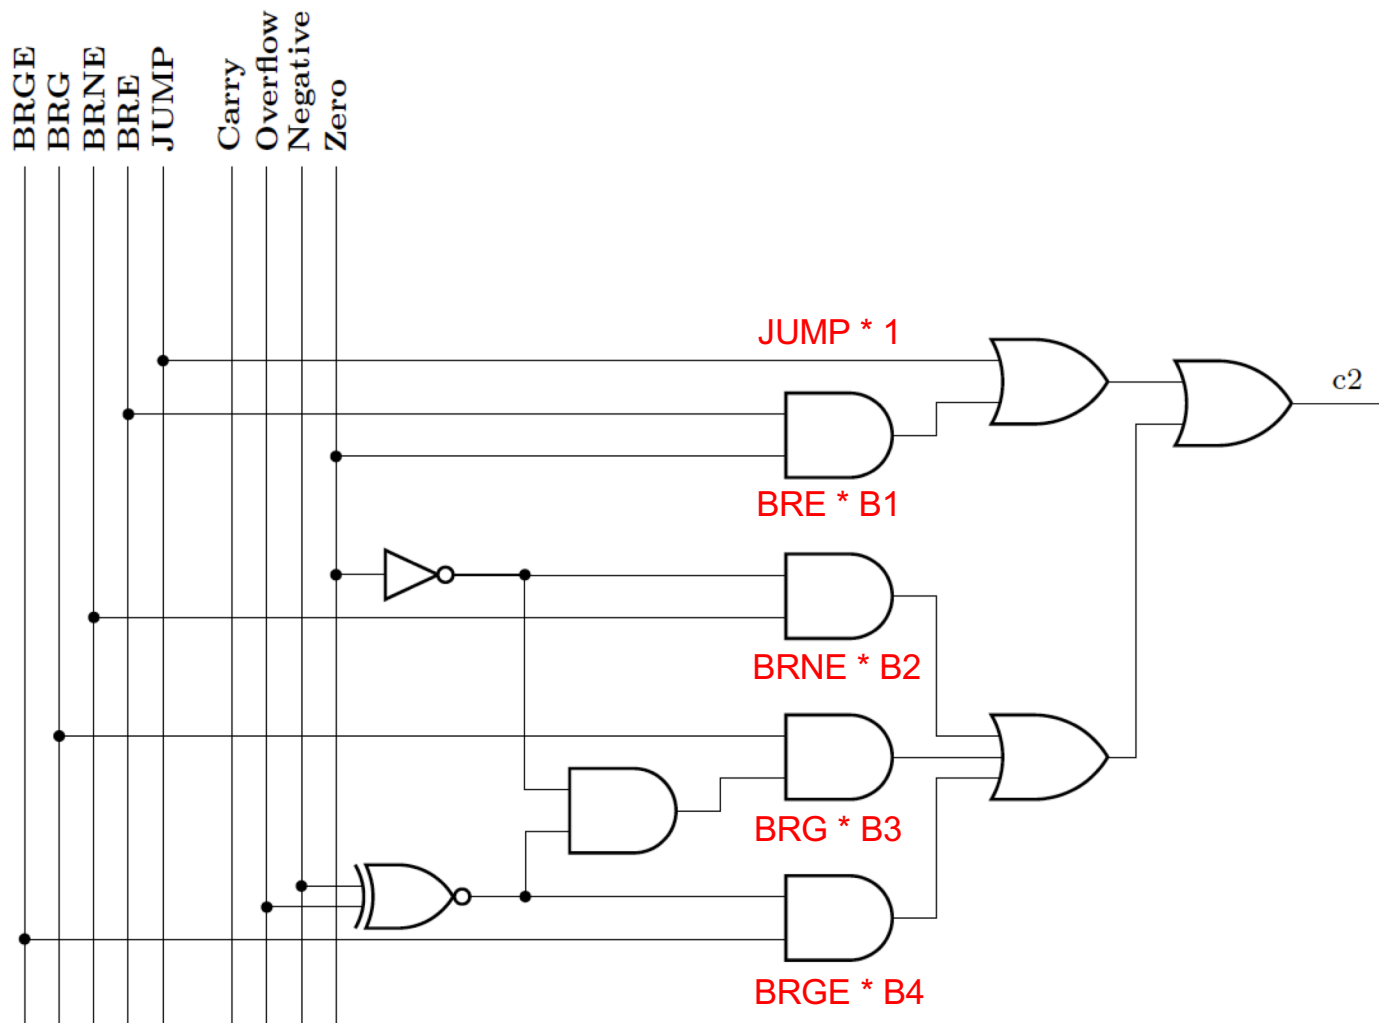 BRGE
BRG
BRNE
BRE
JUMP
Carry
Overflow
Negative
Zero
JUMP * 1
c2
BRE * B1
BRNE * B2
BRG * B3
BRGE * B4